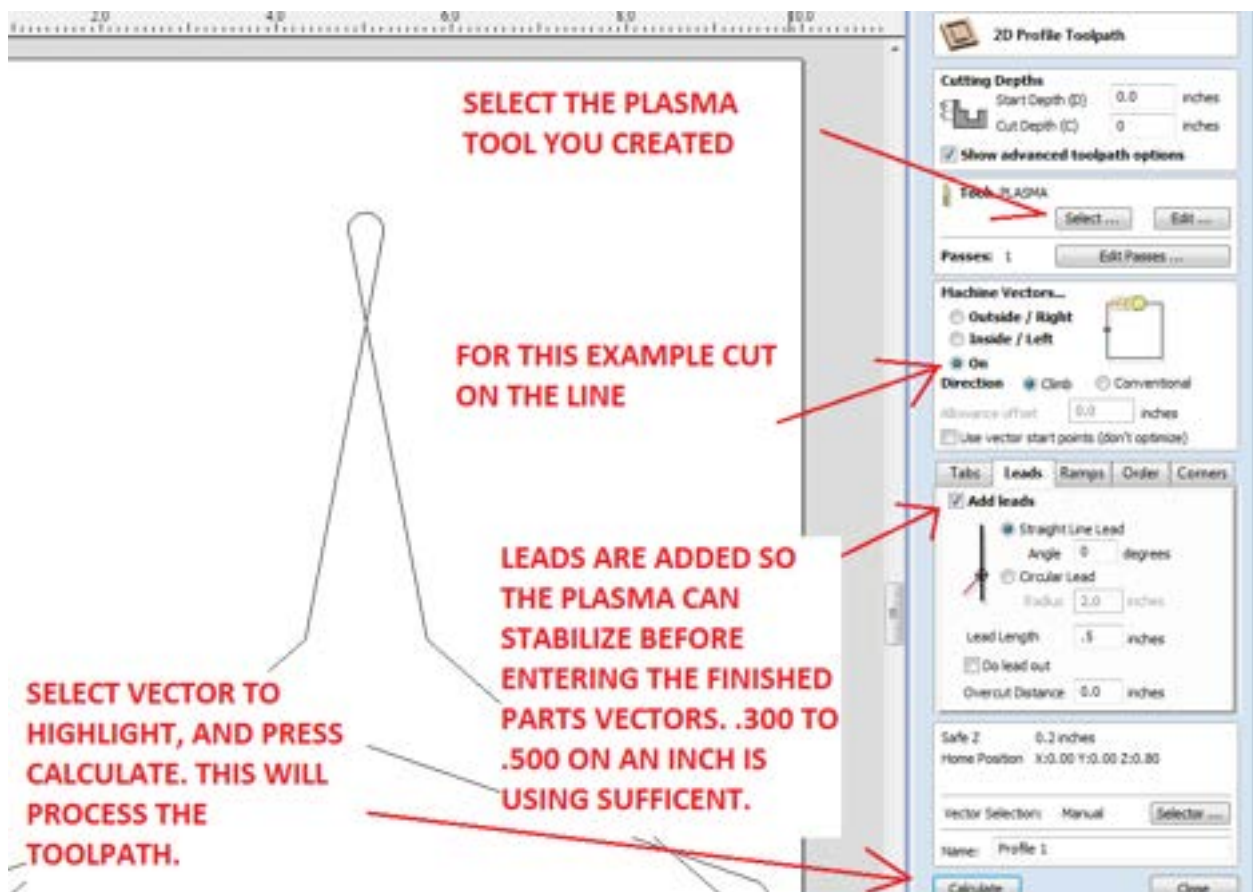 2.0 4.0 6.0 8.0 10.0
SELECT THE PLASMA
TOOL YOU CREATED
FOR THIS EXAMPLE CUT
ON THE LINE
LEADS ARE ADDED SO
THE PLASMA CAN
STABILIZE BEFORE
ENTERING THE FINISHED
PARTS VECTORS. .300 TO
.500 ON AN INCH IS
USING SUFFICENT.
SELECT VECTOR TO
HIGHLIGHT, AND PRESS
CALCULATE. THIS WILL
PROCESS THE
TOOLPATH.
2D Profile Toolpath
Cutting Depths
Start Depth (D) 0.0 inches
Cut Depth (C) 0 inches
Show advanced toolpath options
Tool: PLASMA
Select ... Edit ...
Passes: 1 Edit Passes ...
Machine Vectors...
Outside / Right
Inside / Left
On
Direction Climb Conventional
Allowance offset 0.0 inches
Use vector start points (don't optimize)
Tabs Leads Ramps Order Corners
Add leads
Straight Line Lead
Angle 0 degrees
Circular Lead
Radius 2.0 inches
Lead Length .5 inches
Do lead out
Overcut Distance 0.0 inches
Safe Z 0.2 inches
Home Position X:0.00 Y:0.00 Z:0.80
Vector Selection: Manual Selector ...
Name: Profile 1
Calculate Close